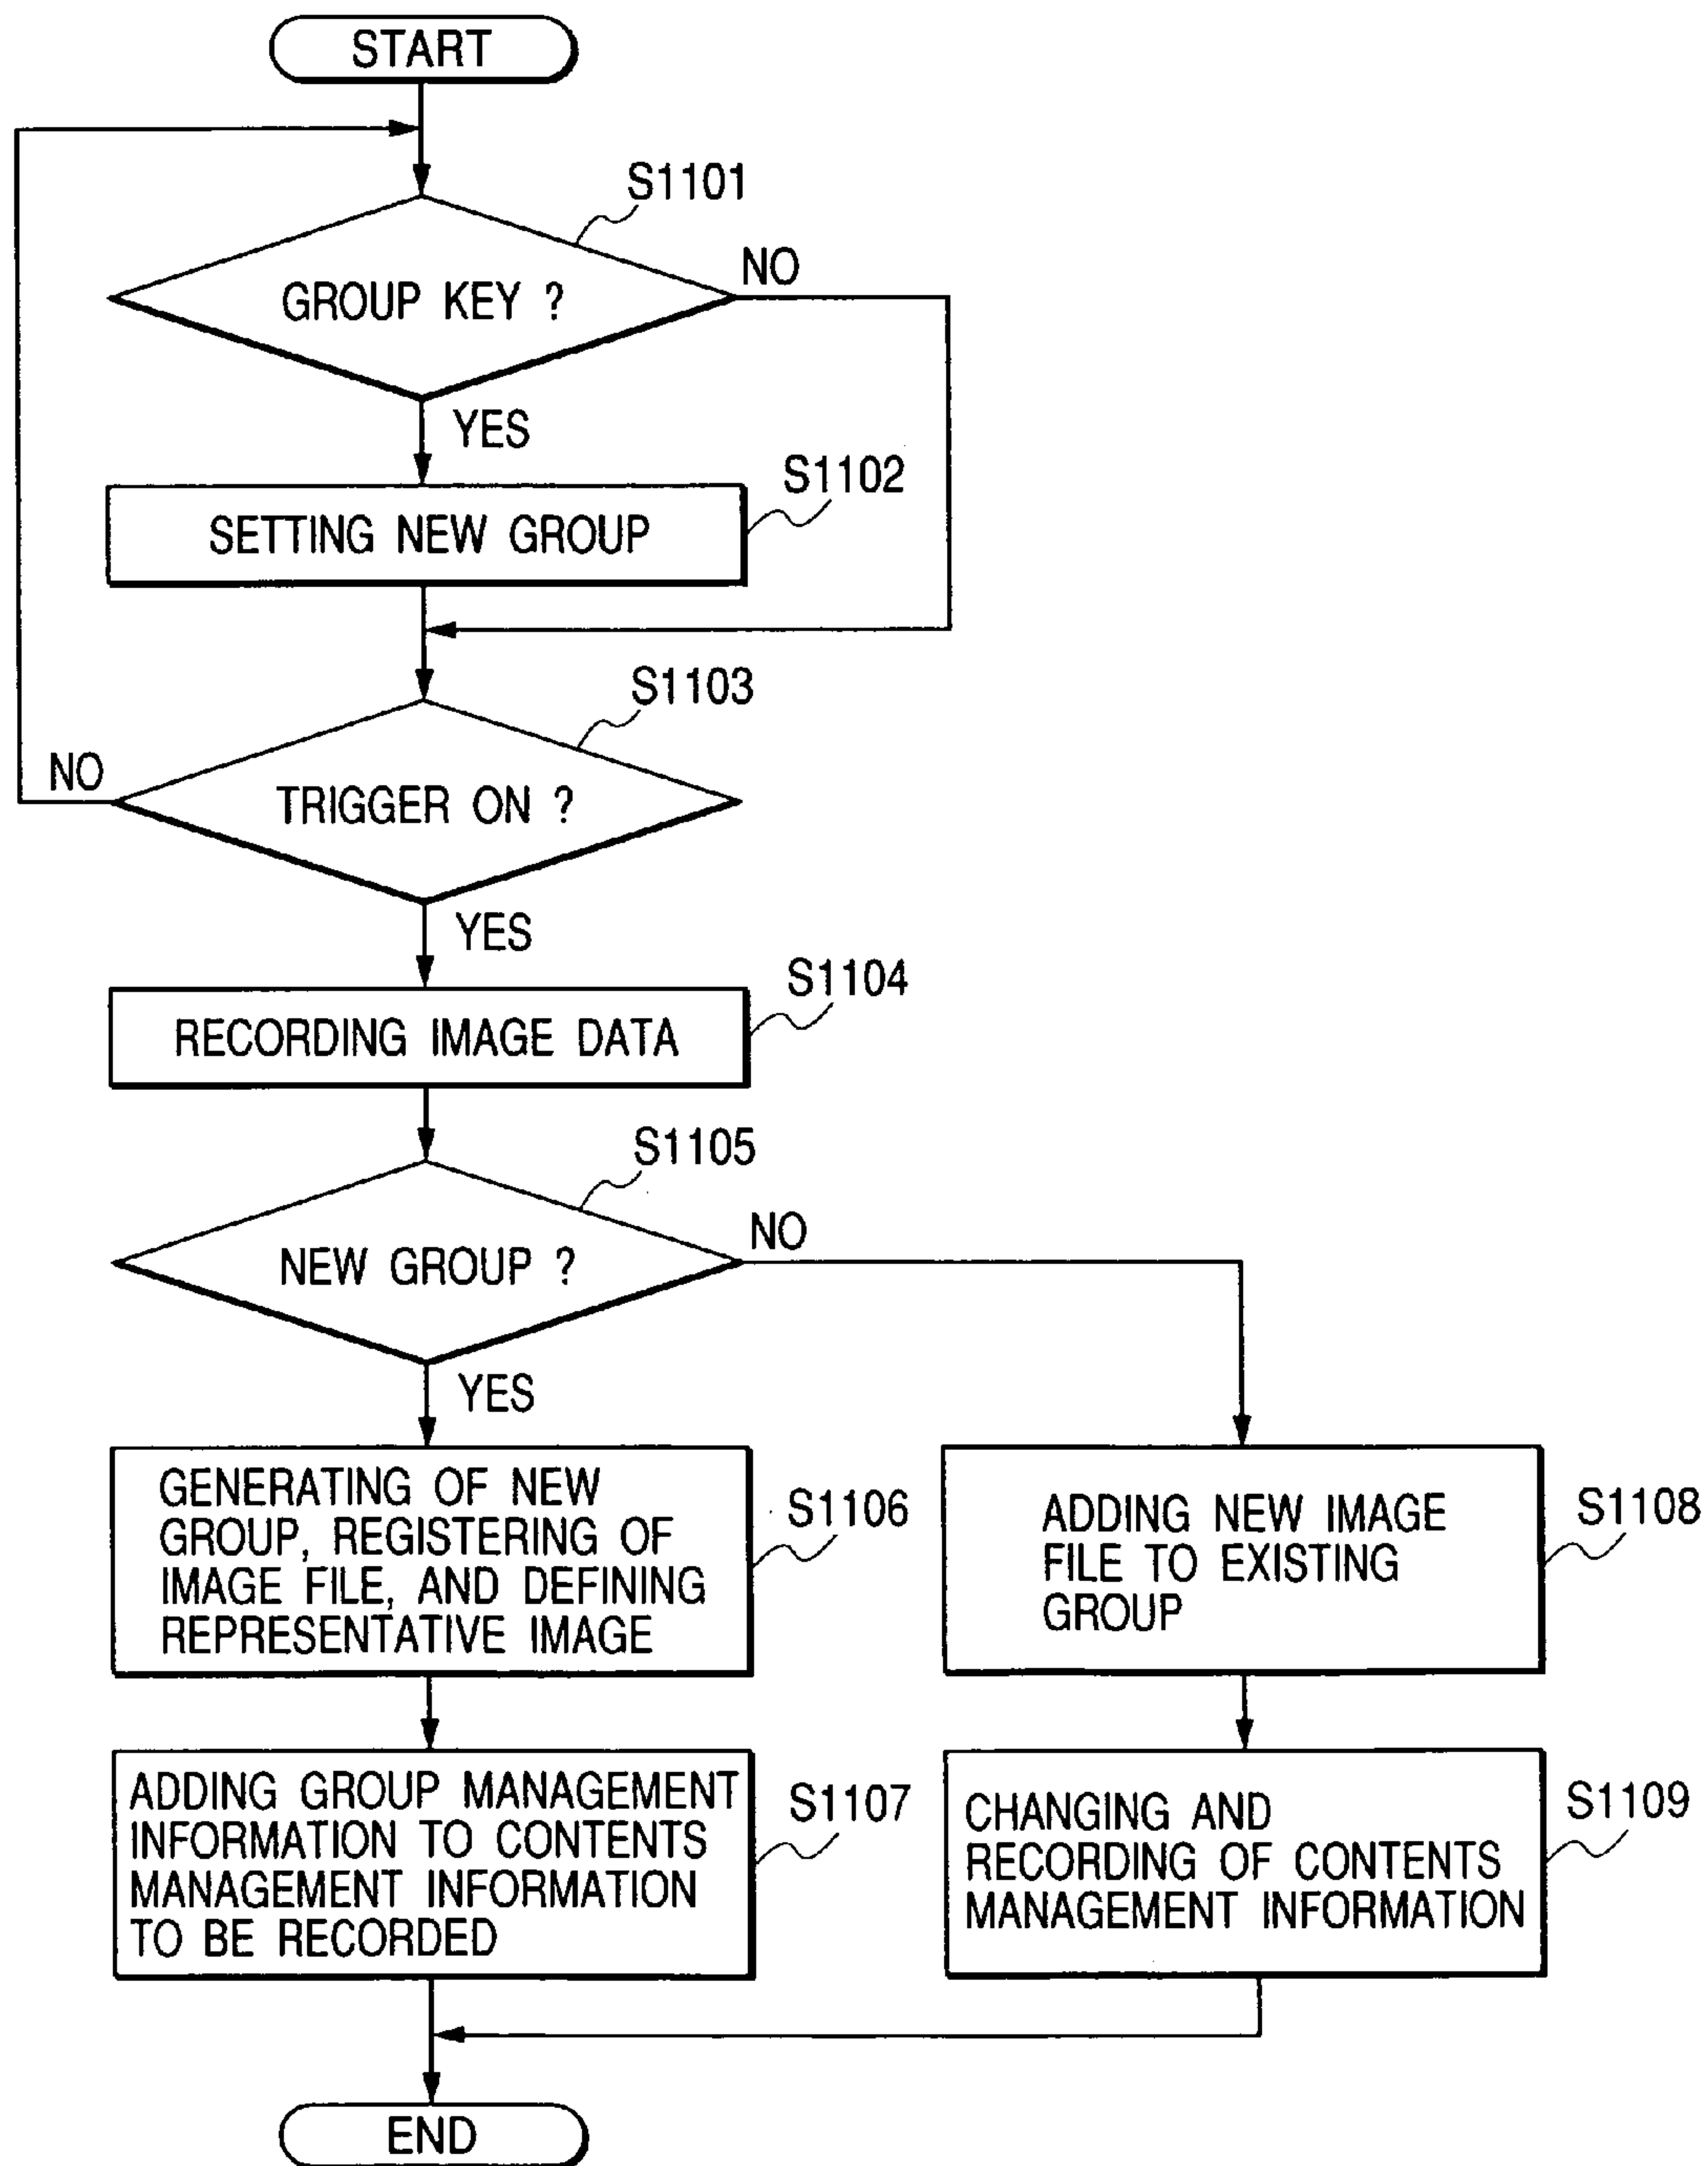 START
S1101
NO
GROUP KEY ?
YES
S1102
SETTING NEW GROUP
S1103
NO
TRIGGER ON ?
YES
S1104
RECORDING IMAGE DATA
S1105
NO
NEW GROUP ?
YES
GENERATING OF NEW
GROUP, REGISTERING OF
IMAGE FILE, AND DEFINING
REPRESENTATIVE IMAGE
S1106
ADDING NEW IMAGE
FILE TO EXISTING
GROUP
S1108
ADDING GROUP MANAGEMENT
INFORMATION TO CONTENTS
MANAGEMENT INFORMATION
TO BE RECORDED
S1107
CHANGING AND
RECORDING OF CONTENTS
MANAGEMENT INFORMATION
S1109
END